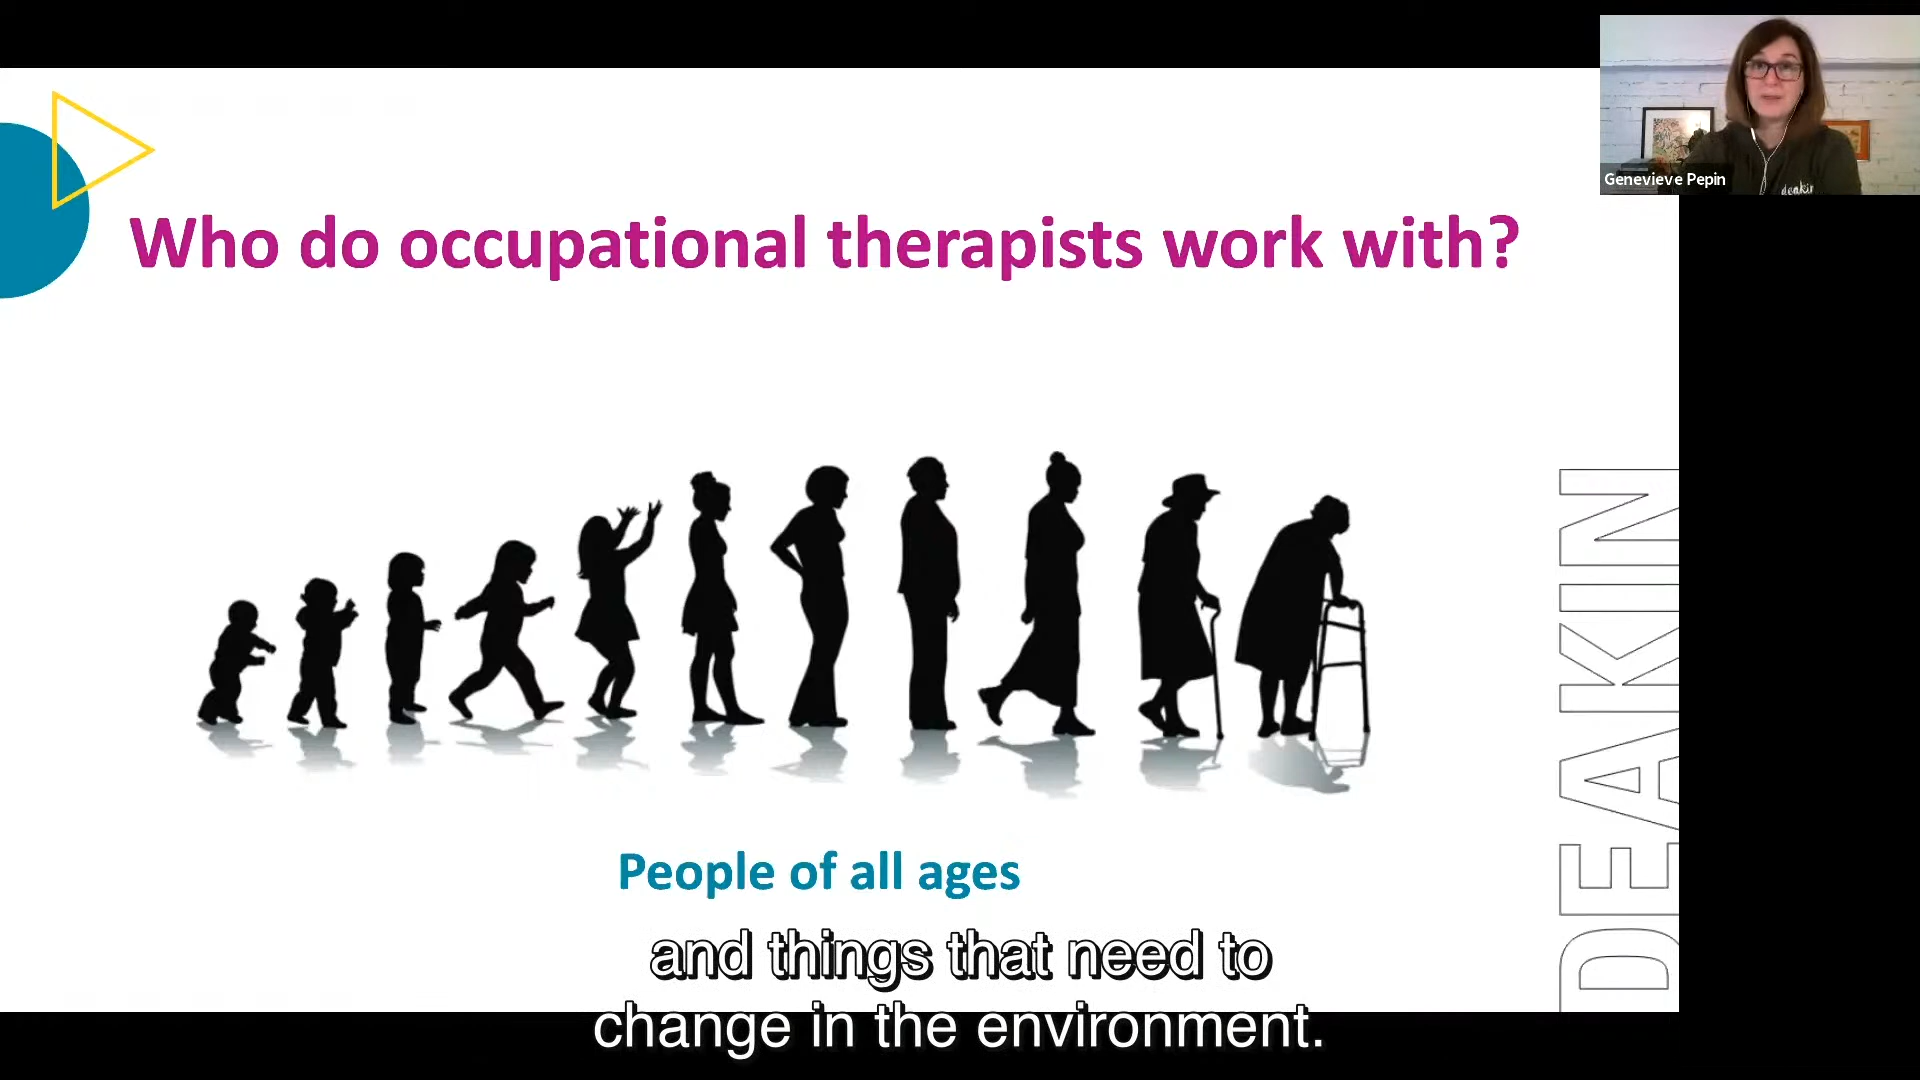 Genevieve Pepin
deakin
Who do occupational therapists work with?
DEAKIN
People of all ages
and things that need to
change in the environment.